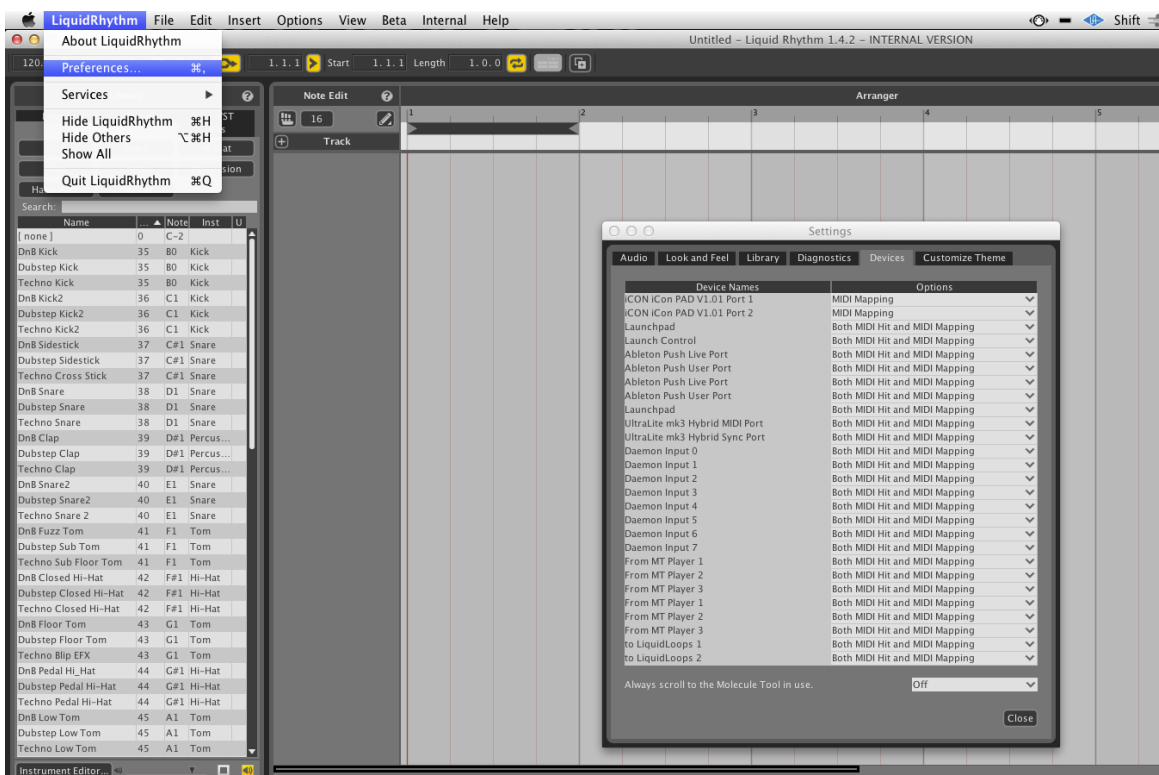 LiquidRhythm File Edit Insert Options View Beta Internal Help Shift
Untitled - Liquid Rhythm 1.4.2 - INTERNAL VERSION
About LiquidRhythm
Preferences... ⌘,
Services
Hide LiquidRhythm ⌘H
Hide Others ⌥⌘H
Show All
Quit LiquidRhythm ⌘Q
120. 1. 1. 1 Start 1. 1. 1 Length 1. 0. 0
Note Edit Arranger
16 1 2 3 4 5
Track
Search:
Name ... Note Inst U
[ none ] 0 C-2
DnB Kick 35 B0 Kick
Dubstep Kick 35 B0 Kick
Techno Kick 35 B0 Kick
DnB Kick2 36 C1 Kick
Dubstep Kick2 36 C1 Kick
Techno Kick2 36 C1 Kick
DnB Sidestick 37 C#1 Snare
Dubstep Sidestick 37 C#1 Snare
Techno Cross Stick 37 C#1 Snare
DnB Snare 38 D1 Snare
Dubstep Snare 38 D1 Snare
Techno Snare 38 D1 Snare
DnB Clap 39 D#1 Percus...
Dubstep Clap 39 D#1 Percus...
Techno Clap 39 D#1 Percus...
DnB Snare2 40 E1 Snare
Dubstep Snare2 40 E1 Snare
Techno Snare 2 40 E1 Snare
DnB Fuzz Tom 41 F1 Tom
Dubstep Sub Tom 41 F1 Tom
Techno Sub Floor Tom 41 F1 Tom
DnB Closed Hi-Hat 42 F#1 Hi-Hat
Dubstep Closed Hi-Hat 42 F#1 Hi-Hat
Techno Closed Hi-Hat 42 F#1 Hi-Hat
DnB Floor Tom 43 G1 Tom
Dubstep Floor Tom 43 G1 Tom
Techno Blip EFX 43 G1 Tom
DnB Pedal Hi_Hat 44 G#1 Hi-Hat
Dubstep Pedal Hi-Hat 44 G#1 Hi-Hat
Techno Pedal Hi-Hat 44 G#1 Hi-Hat
DnB Low Tom 45 A1 Tom
Dubstep Low Tom 45 A1 Tom
Techno Low Tom 45 A1 Tom
Instrument Editor...
Settings
Audio Look and Feel Library Diagnostics Devices Customize Theme
Device Names Options
iCON iCon PAD V1.01 Port 1 MIDI Mapping
iCON iCon PAD V1.01 Port 2 MIDI Mapping
Launchpad Both MIDI Hit and MIDI Mapping
Launch Control Both MIDI Hit and MIDI Mapping
Ableton Push Live Port Both MIDI Hit and MIDI Mapping
Ableton Push User Port Both MIDI Hit and MIDI Mapping
Ableton Push Live Port Both MIDI Hit and MIDI Mapping
Ableton Push User Port Both MIDI Hit and MIDI Mapping
Launchpad Both MIDI Hit and MIDI Mapping
UltraLite mk3 Hybrid MIDI Port Both MIDI Hit and MIDI Mapping
UltraLite mk3 Hybrid Sync Port Both MIDI Hit and MIDI Mapping
Daemon Input 0 Both MIDI Hit and MIDI Mapping
Daemon Input 1 Both MIDI Hit and MIDI Mapping
Daemon Input 2 Both MIDI Hit and MIDI Mapping
Daemon Input 3 Both MIDI Hit and MIDI Mapping
Daemon Input 4 Both MIDI Hit and MIDI Mapping
Daemon Input 5 Both MIDI Hit and MIDI Mapping
Daemon Input 6 Both MIDI Hit and MIDI Mapping
Daemon Input 7 Both MIDI Hit and MIDI Mapping
From MT Player 1 Both MIDI Hit and MIDI Mapping
From MT Player 2 Both MIDI Hit and MIDI Mapping
From MT Player 3 Both MIDI Hit and MIDI Mapping
From MT Player 1 Both MIDI Hit and MIDI Mapping
From MT Player 2 Both MIDI Hit and MIDI Mapping
From MT Player 3 Both MIDI Hit and MIDI Mapping
to LiquidLoops 1 Both MIDI Hit and MIDI Mapping
to LiquidLoops 2 Both MIDI Hit and MIDI Mapping
Always scroll to the Molecule Tool in use. Off
Close